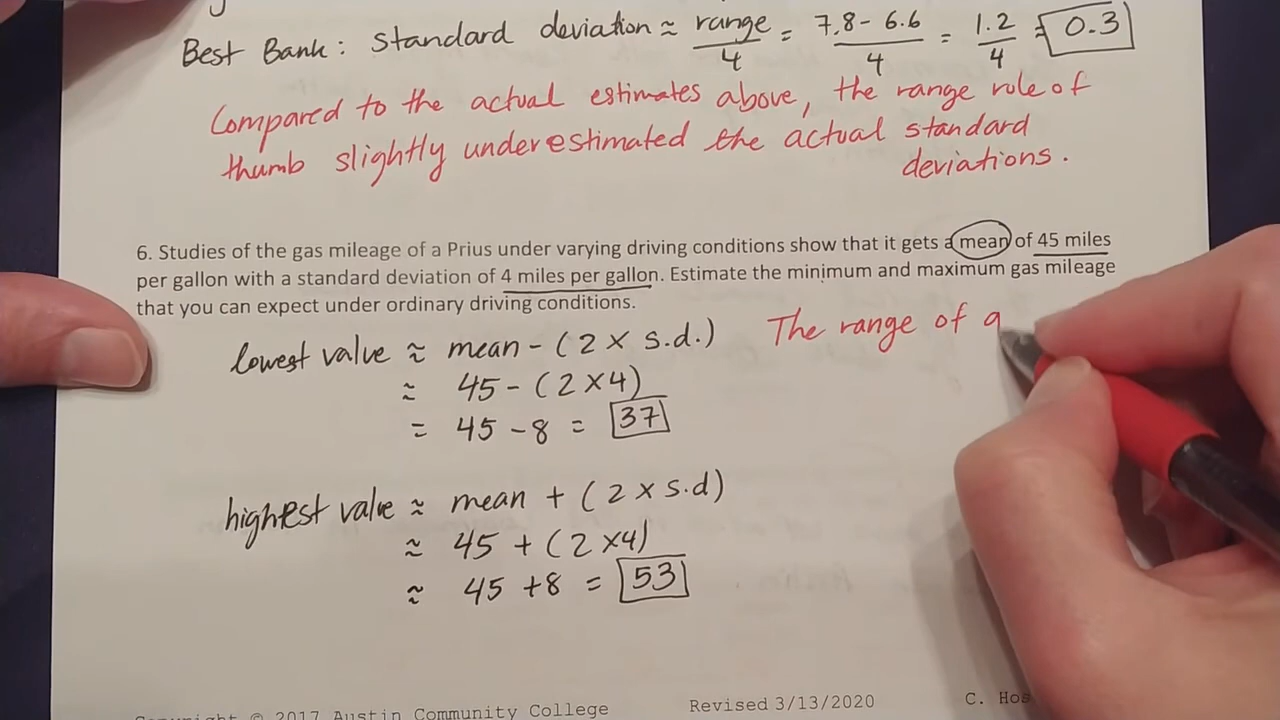 Best Bank: standard deviation ≈ range/4 = 7.8-6.6/4 = 1.2/4 = 0.3
Compared to the actual estimates above, the range rule of
thumb slightly underestimated the actual standard
deviations.
6. Studies of the gas mileage of a Prius under varying driving conditions show that it gets a mean of 45 miles
per gallon with a standard deviation of 4 miles per gallon. Estimate the minimum and maximum gas mileage
that you can expect under ordinary driving conditions.
lowest value ≈ mean - (2 × s.d.)
≈ 45 - (2×4)
= 45 - 8 = 37
The range of
highest value ≈ mean + (2 × s.d)
≈ 45 + (2×4)
≈ 45 + 8 = 53
Copyright © 2017 Austin Community College Revised 3/13/2020 C.